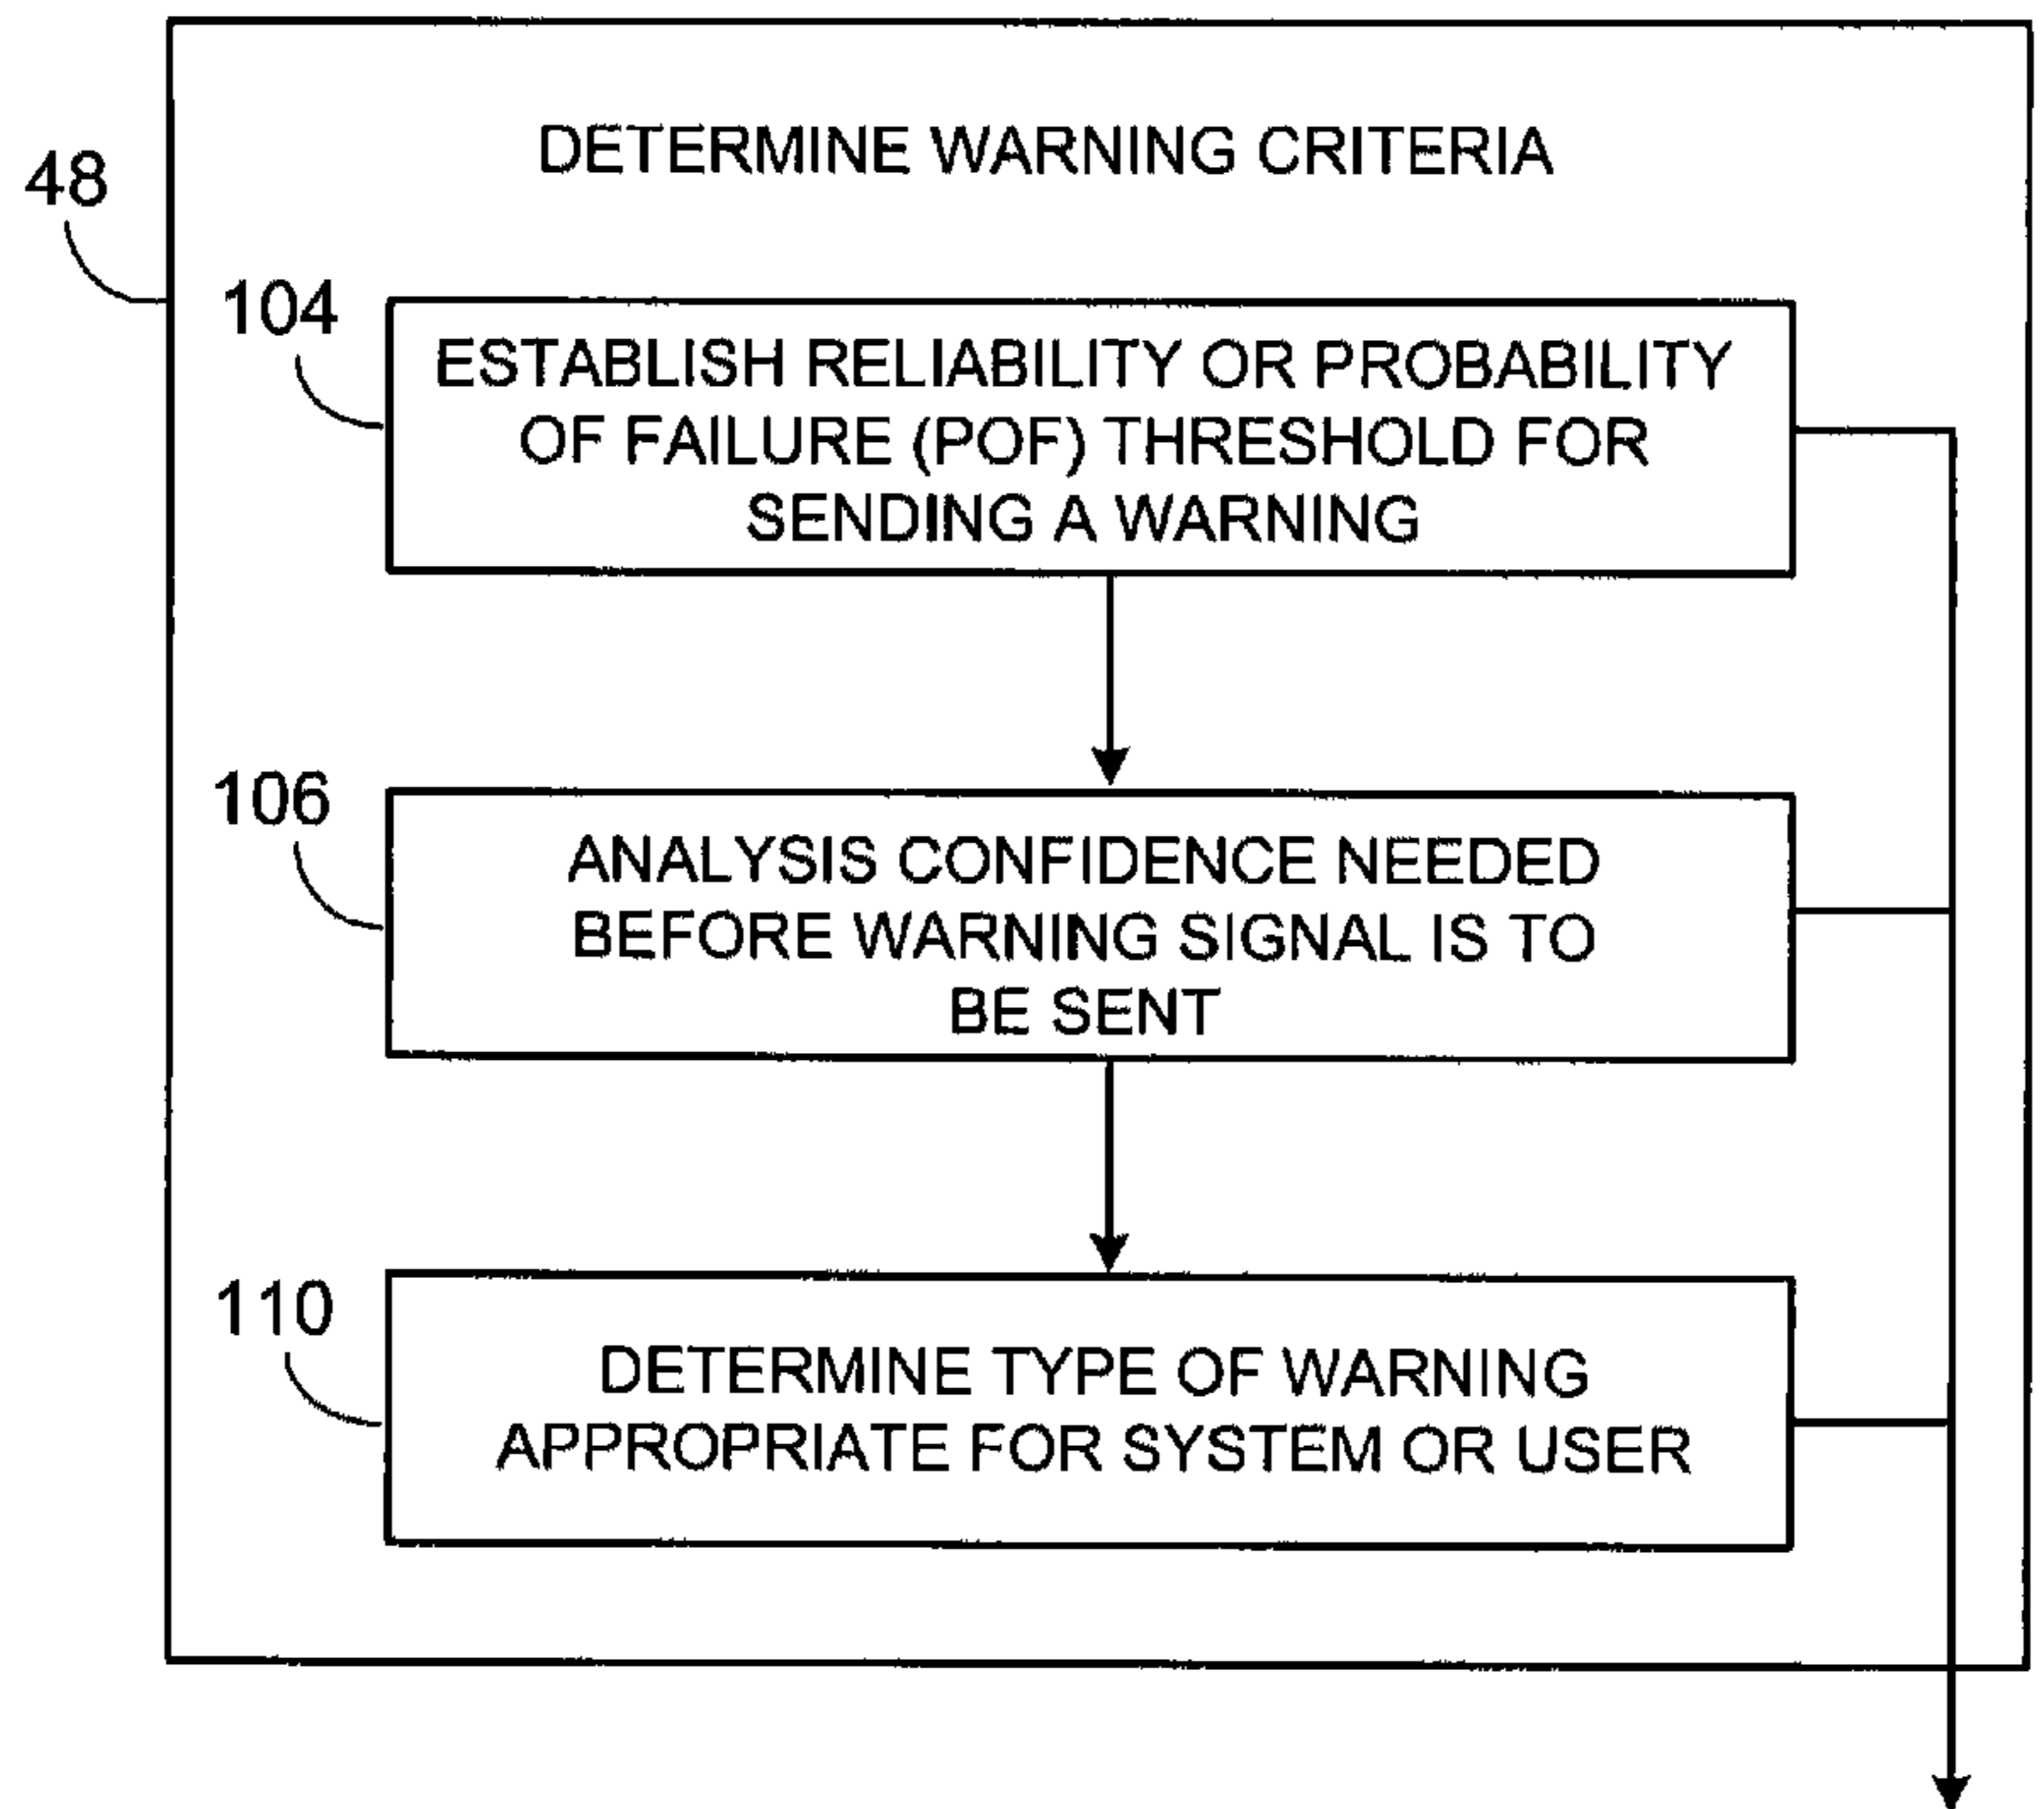 DETERMINE WARNING CRITERIA
48
104
ESTABLISH RELIABILITY OR PROBABILITY
OF FAILURE (POF) THRESHOLD FOR
SENDING A WARNING
106
ANALYSIS CONFIDENCE NEEDED
BEFORE WARNING SIGNAL IS TO
BE SENT
110
DETERMINE TYPE OF WARNING
APPROPRIATE FOR SYSTEM OR USER